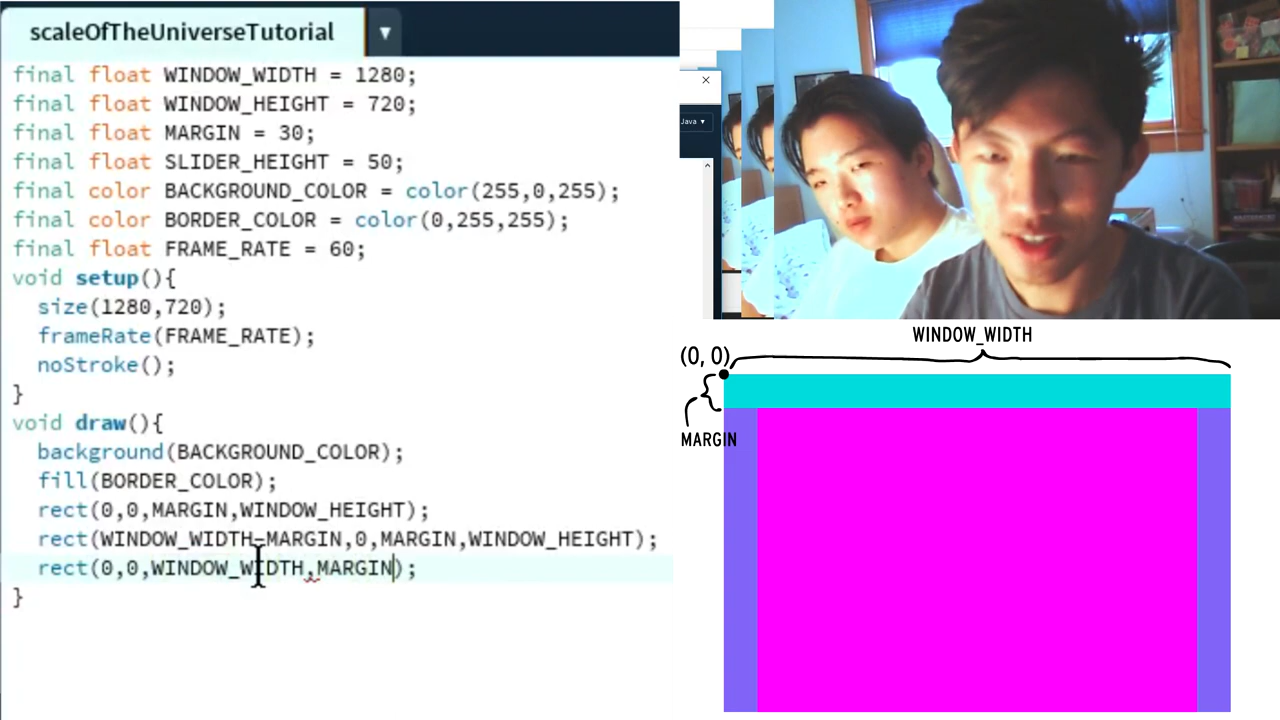 scaleOfTheUniverseTutorial
final float WINDOW_WIDTH = 1280;
final float WINDOW_HEIGHT = 720;
final float MARGIN = 30;
final float SLIDER_HEIGHT = 50;
final color BACKGROUND_COLOR = color(255,0,255);
final color BORDER_COLOR = color(0,255,255);
final float FRAME_RATE = 60;
void setup(){
size(1280,720);
frameRate(FRAME_RATE);
noStroke();
}
void draw(){
background(BACKGROUND_COLOR);
fill(BORDER_COLOR);
rect(0,0,MARGIN,WINDOW_HEIGHT);
rect(WINDOW_WIDTH-MARGIN,0,MARGIN,WINDOW_HEIGHT);
rect(0,0,WINDOW_WIDTH,MARGIN);
}
Java
WINDOW_WIDTH
(0, 0)
MARGIN